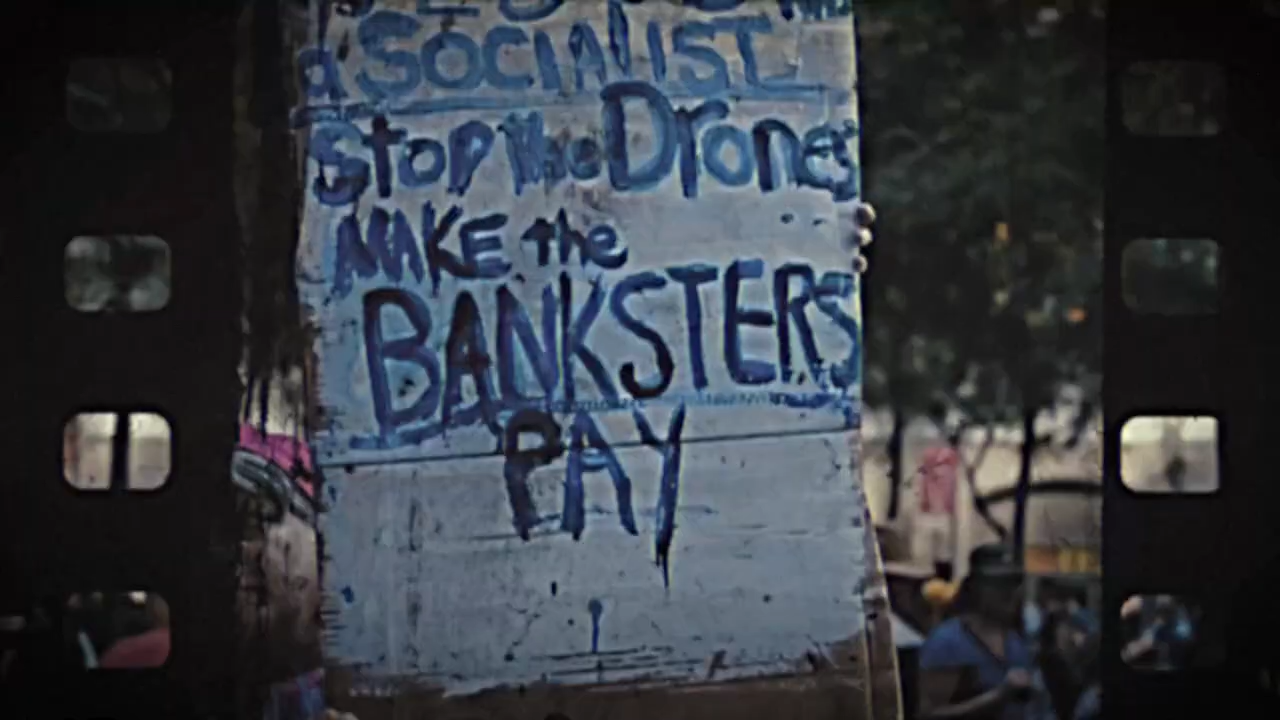 a SOCIALIST
Stop the Drones
MAKE the
BANKSTERS
PAY